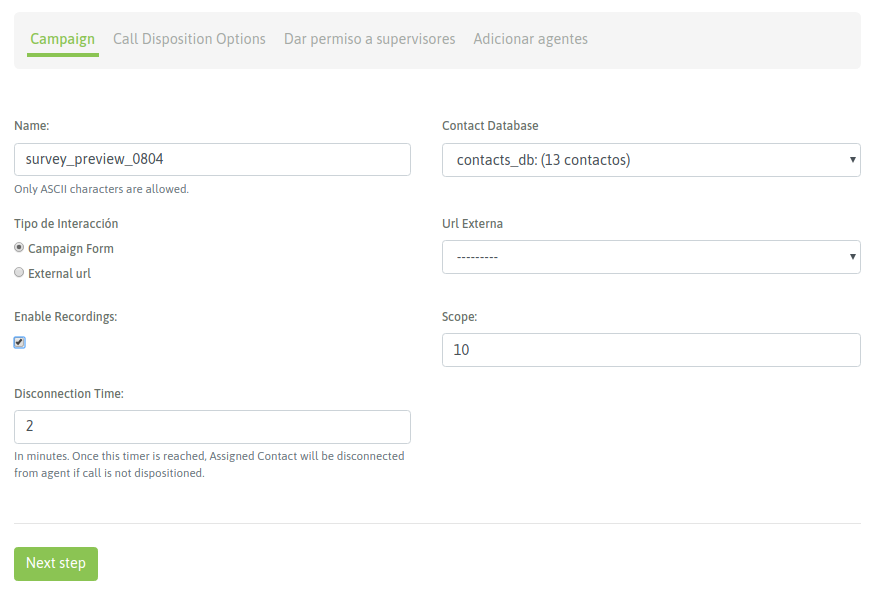 Campaign Call Disposition Options Dar permiso a supervisores Adicionar agentes
Name:
survey_preview_0804
Only ASCII characters are allowed.
Contact Database
contacts_db: (13 contactos)
Tipo de Interacción
Campaign Form
External url
Url Externa
---------
Enable Recordings:
Scope:
10
Disconnection Time:
2
In minutes. Once this timer is reached, Assigned Contact will be disconnected
from agent if call is not dispositioned.
Next step